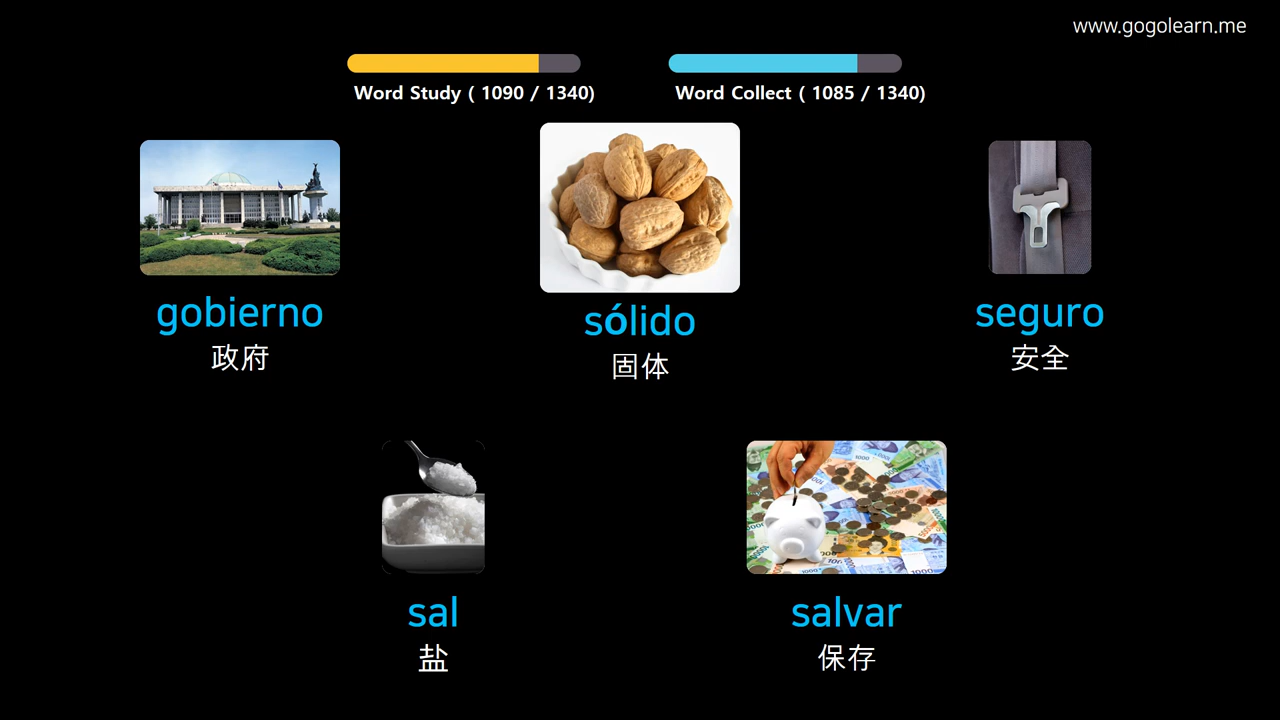 www.gogolearn.me
Word Study ( 1090 / 1340)
Word Collect ( 1085 / 1340)
gobierno
政府
sólido
固体
seguro
安全
sal
盐
salvar
保存